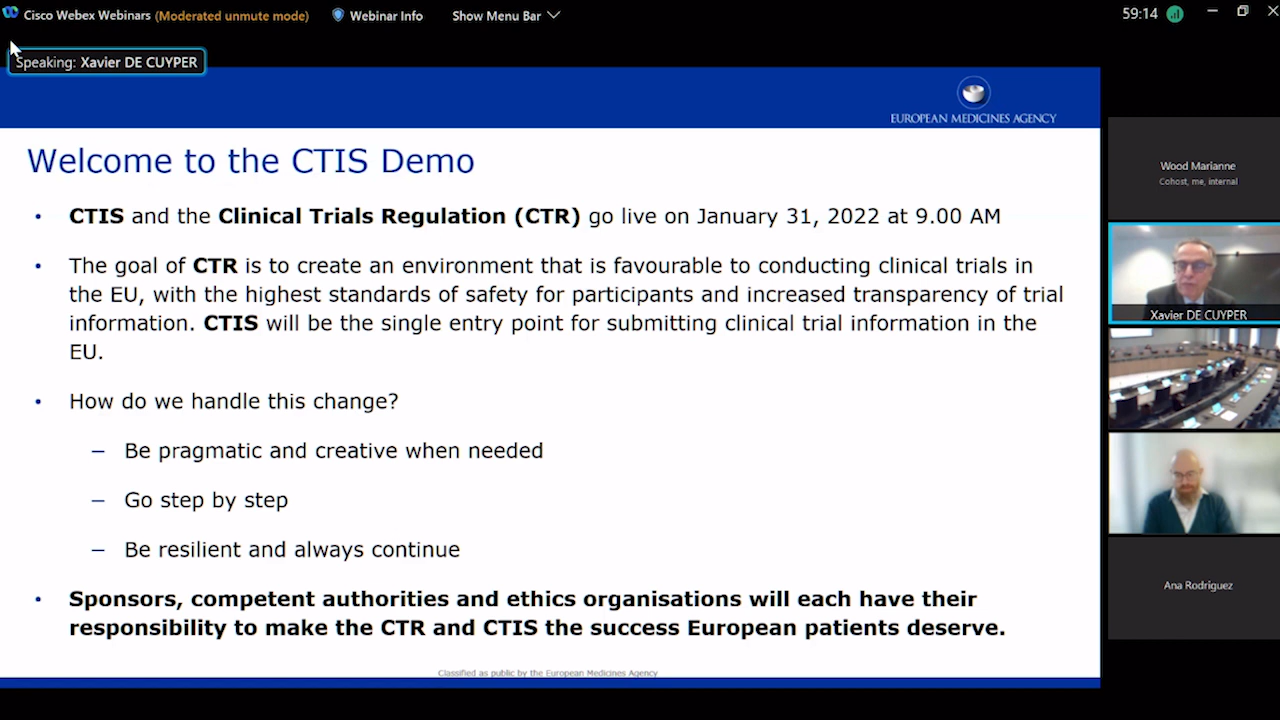 Cisco Webex Webinars (Moderated unmute mode) Webinar Info Show Menu Bar 59:14
Speaking: Xavier DE CUYPER
EUROPEAN MEDICINES AGENCY
Welcome to the CTIS Demo
• CTIS and the Clinical Trials Regulation (CTR) go live on January 31, 2022 at 9.00 AM
• The goal of CTR is to create an environment that is favourable to conducting clinical trials in
the EU, with the highest standards of safety for participants and increased transparency of trial
information. CTIS will be the single entry point for submitting clinical trial information in the
EU.
• How do we handle this change?
– Be pragmatic and creative when needed
– Go step by step
– Be resilient and always continue
• Sponsors, competent authorities and ethics organisations will each have their
responsibility to make the CTR and CTIS the success European patients deserve.
Classified as public by the European Medicines Agency
Wood Marianne
Cohost, me, internal
Xavier DE CUYPER
Ana Rodriguez